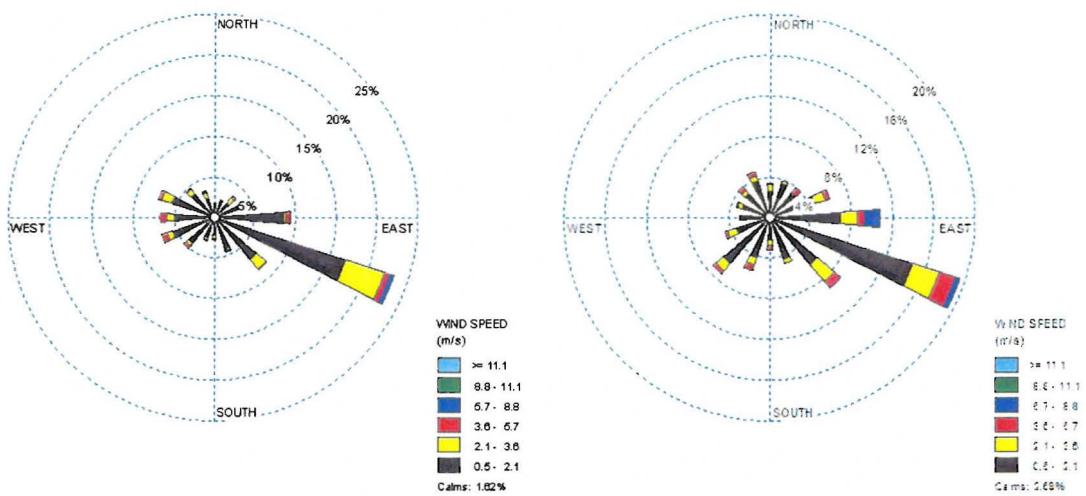 NORTH
25%
20%
15%
10%
5%
WEST
EAST
SOUTH
WIND SPEED
(m/s)
>= 11.1
8.8 - 11.1
5.7 - 8.8
3.6 - 5.7
2.1 - 3.6
0.5 - 2.1
Calms: 1.62%
NORTH
20%
16%
12%
8%
4%
WEST
EAST
SOUTH
WIND SPEED
(m/s)
>= 11.1
8.8 - 11.1
5.7 - 8.8
3.6 - 5.7
2.1 - 3.6
0.5 - 2.1
Calms: 2.68%